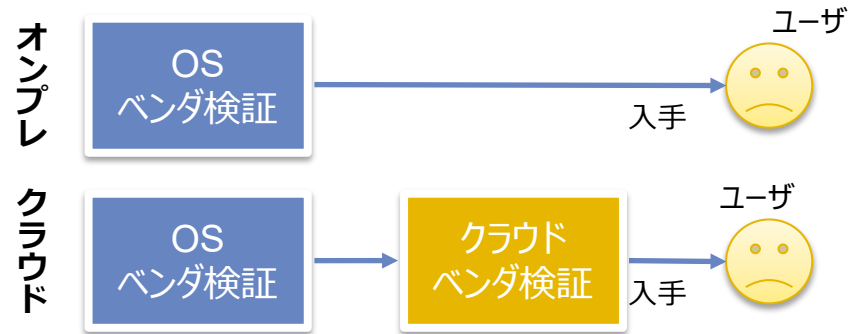 オンプレ
OS
ベンダ検証
入手
ユーザ
クラウド
OS
ベンダ検証
クラウド
ベンダ検証
入手
ユーザ